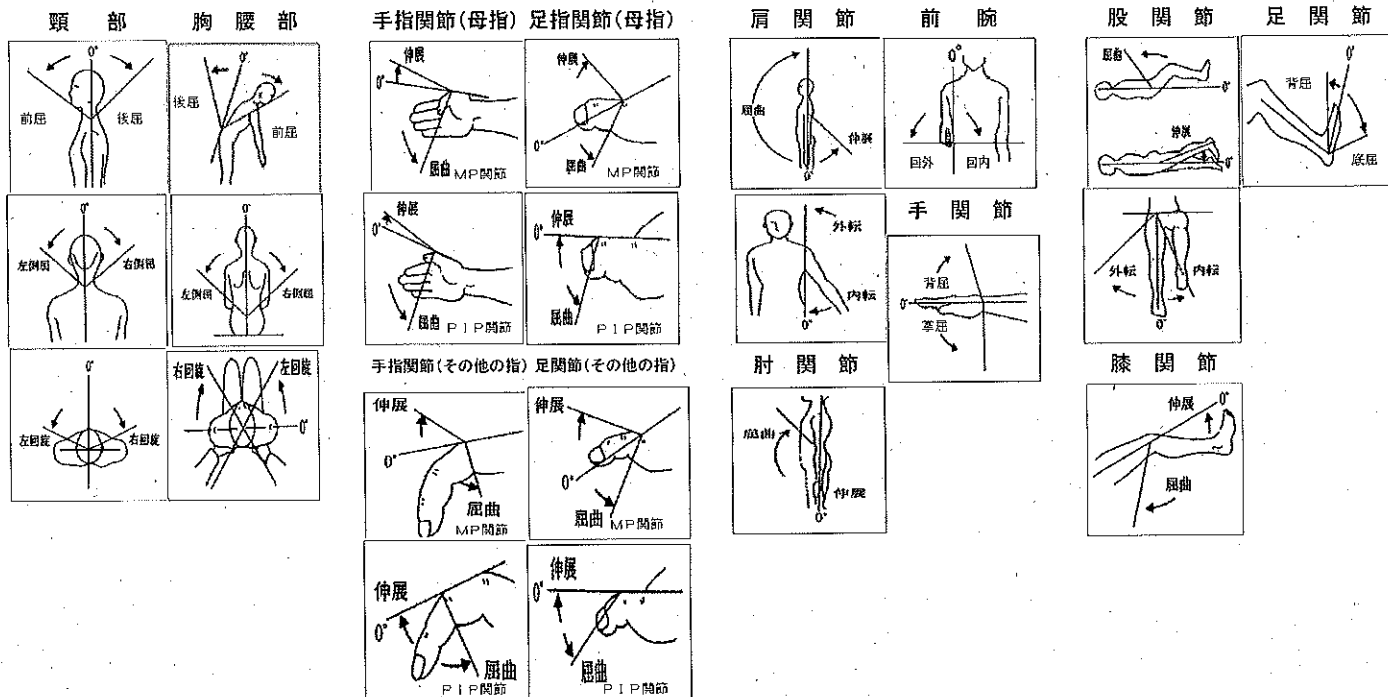 頸部
0°
前屈
後屈
0°
左側屈
右側屈
0°
左回旋
右回旋
胸腰部
0°
後屈
前屈
0°
左側屈
右側屈
右回旋
左回旋
0°
手指関節(母指)
伸展
0°
屈曲
MP関節
伸展
0°
屈曲
PIP関節
足指関節(母指)
伸展
0°
屈曲
MP関節
伸展
0°
屈曲
PIP関節
手指関節(その他の指)
伸展
0°
屈曲
MP関節
伸展
0°
屈曲
PIP関節
足関節(その他の指)
伸展
0°
屈曲
MP関節
伸展
0°
屈曲
PIP関節
肩関節
0°
屈曲
伸展
0°
外転
内転
0°
前腕
0°
回外
回内
手関節
背屈
0°
掌屈
肘関節
屈曲
伸展
0°
股関節
屈曲
0°
伸展
0°
外転
内転
0°
足関節
0°
背屈
底屈
膝関節
伸展
0°
屈曲